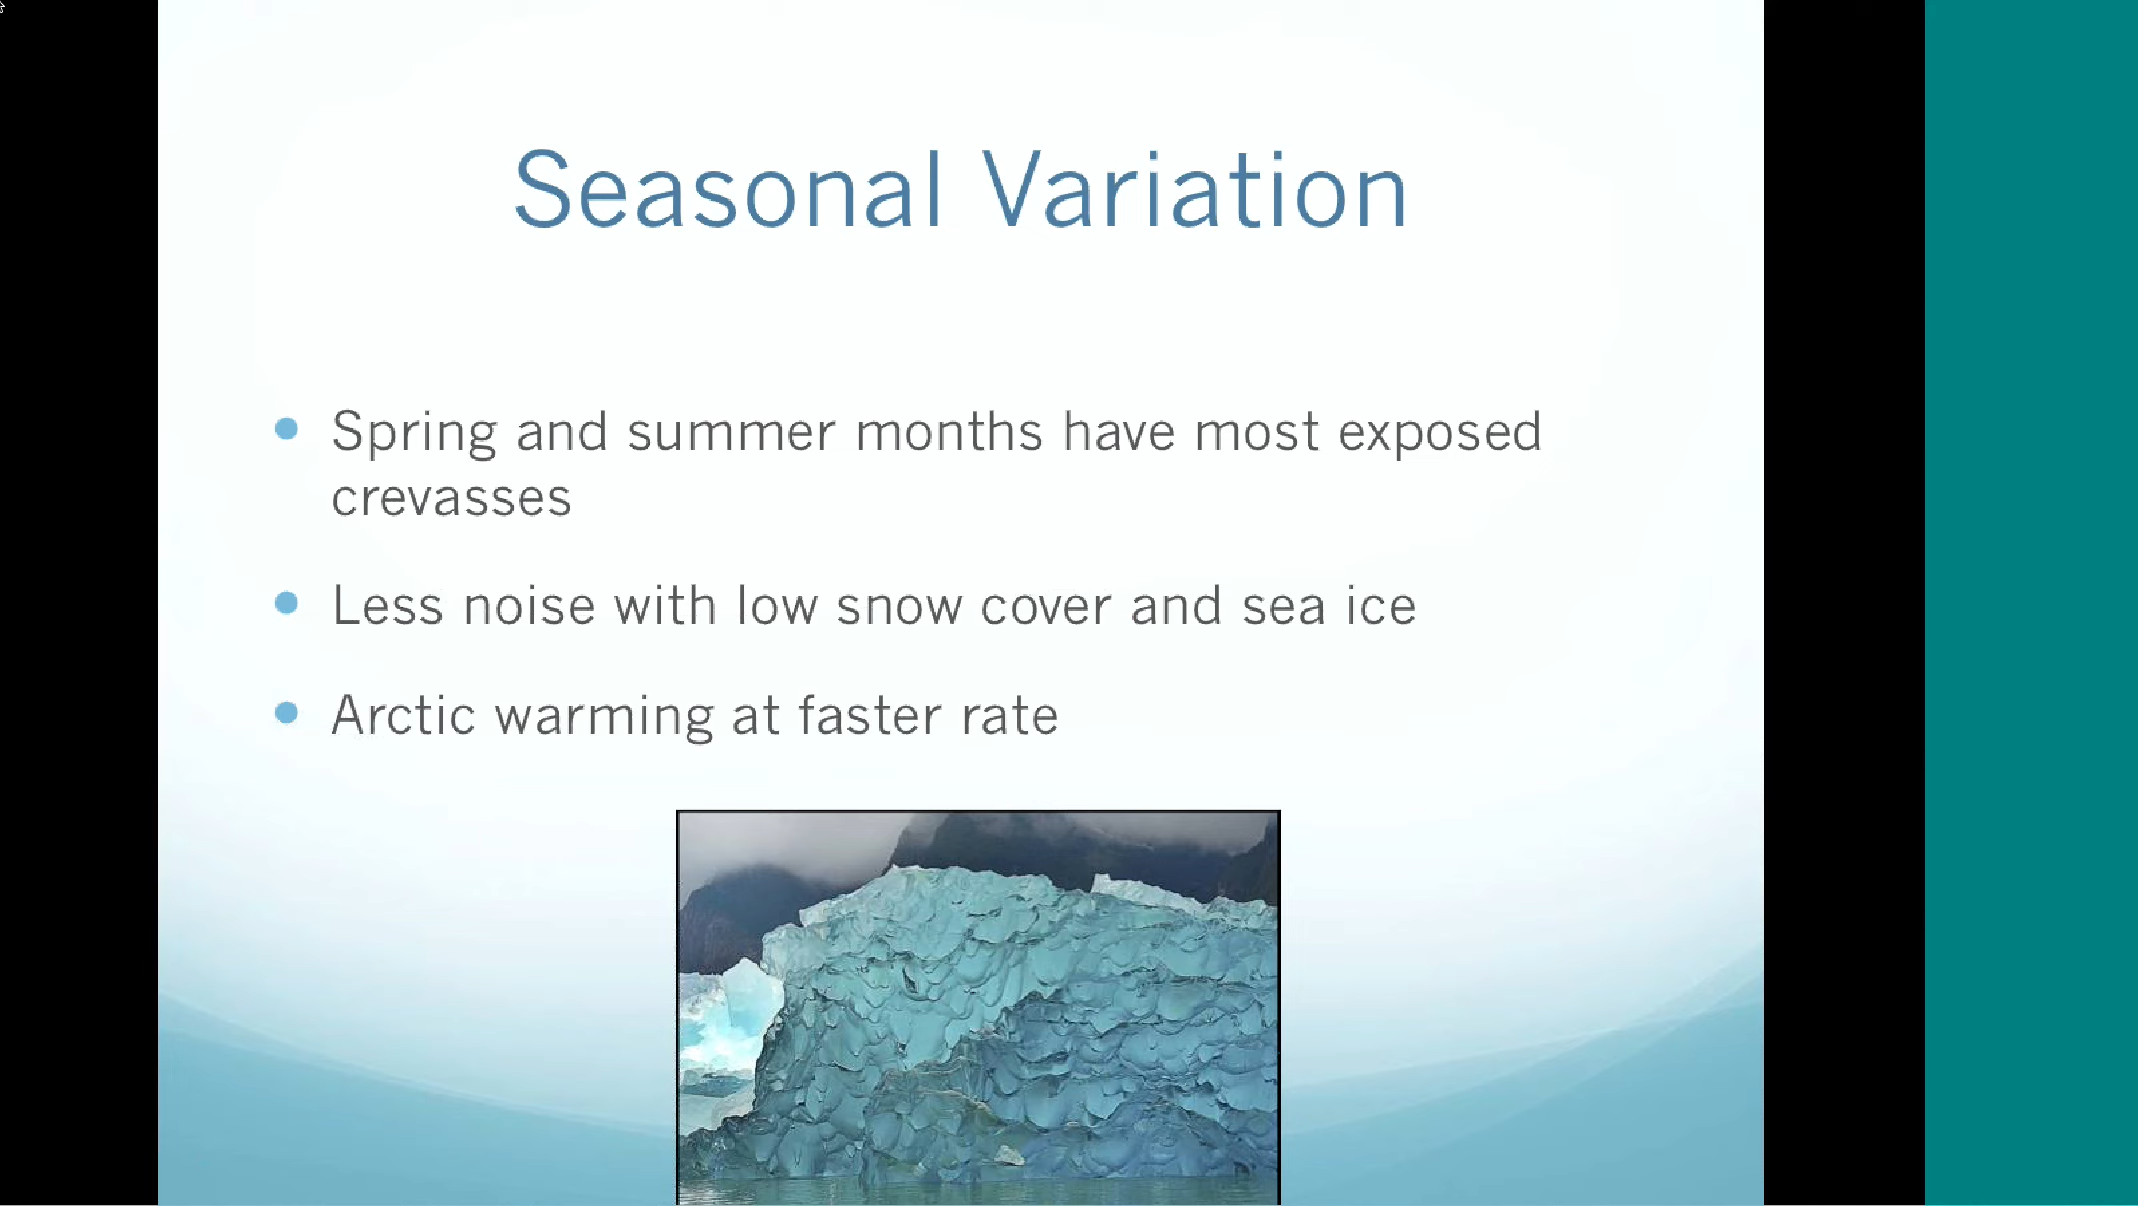 Seasonal Variation
Spring and summer months have most exposed
crevasses
Less noise with low snow cover and sea ice
Arctic warming at faster rate